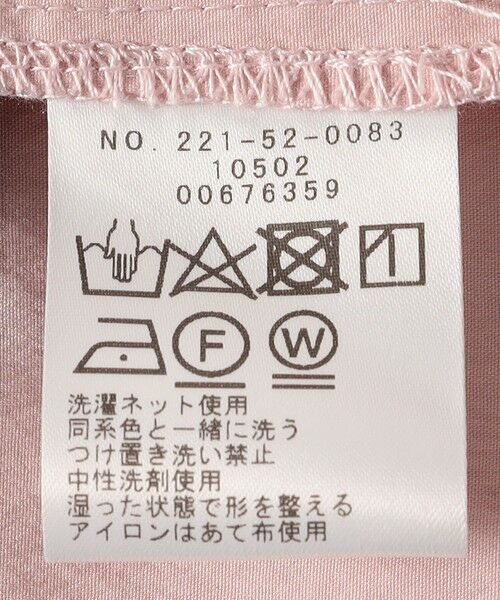 NO. 221-52-0083
10502
00676359
F W
洗濯ネット使用
同系色と一緒に洗う
つけ置き洗い禁止
中性洗剤使用
湿った状態で形を整える
アイロンはあて布使用